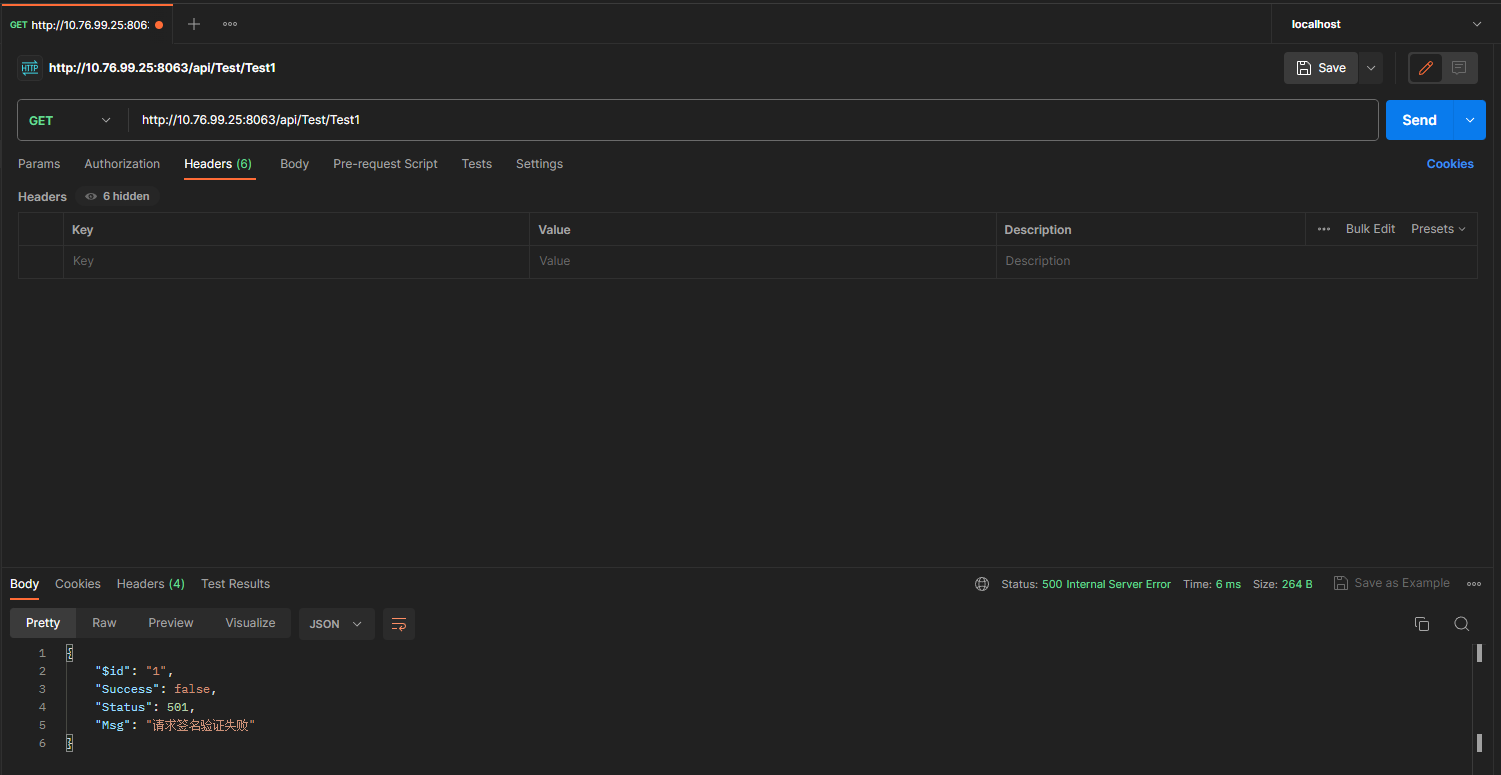 GET http://10.76.99.25:806 localhost
HTTP http://10.76.99.25:8063/api/Test/Test1 Save
GET http://10.76.99.25:8063/api/Test/Test1 Send
Params Authorization Headers (6) Body Pre-request Script Tests Settings Cookies
Headers 6 hidden
Key Value Description Bulk Edit Presets
Key Value Description
Body Cookies Headers (4) Test Results Status: 500 Internal Server Error Time: 6 ms Size: 264 B Save as Example
Pretty Raw Preview Visualize JSON
1 {
2 "$id": "1",
3 "Success": false,
4 "Status": 501,
5 "Msg": "请求签名验证失败"
6 }